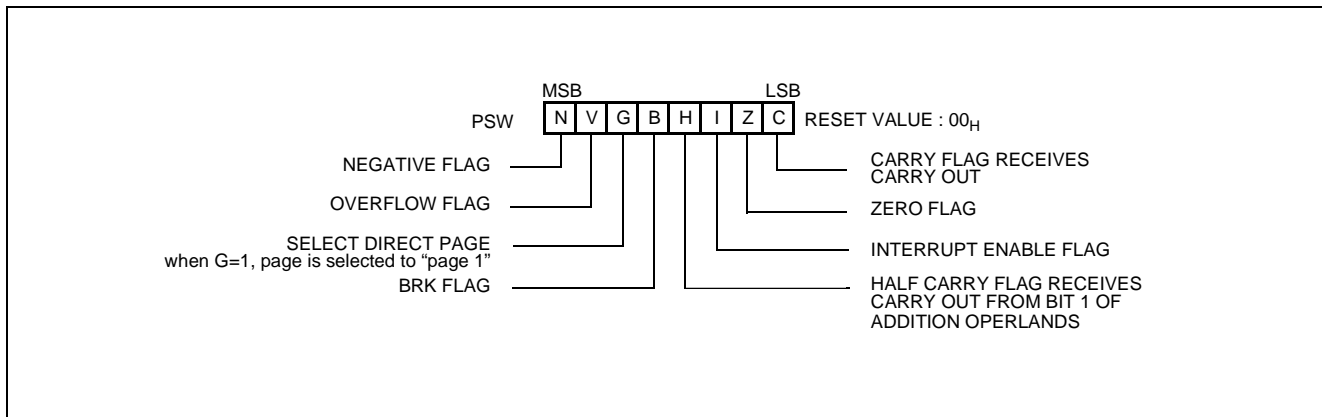 MSB LSB
PSW N V G B H I Z C RESET VALUE : 00H
NEGATIVE FLAG
CARRY FLAG RECEIVES
CARRY OUT
OVERFLOW FLAG
ZERO FLAG
SELECT DIRECT PAGE
when G=1, page is selected to “page 1”
INTERRUPT ENABLE FLAG
BRK FLAG
HALF CARRY FLAG RECEIVES
CARRY OUT FROM BIT 1 OF
ADDITION OPERLANDS